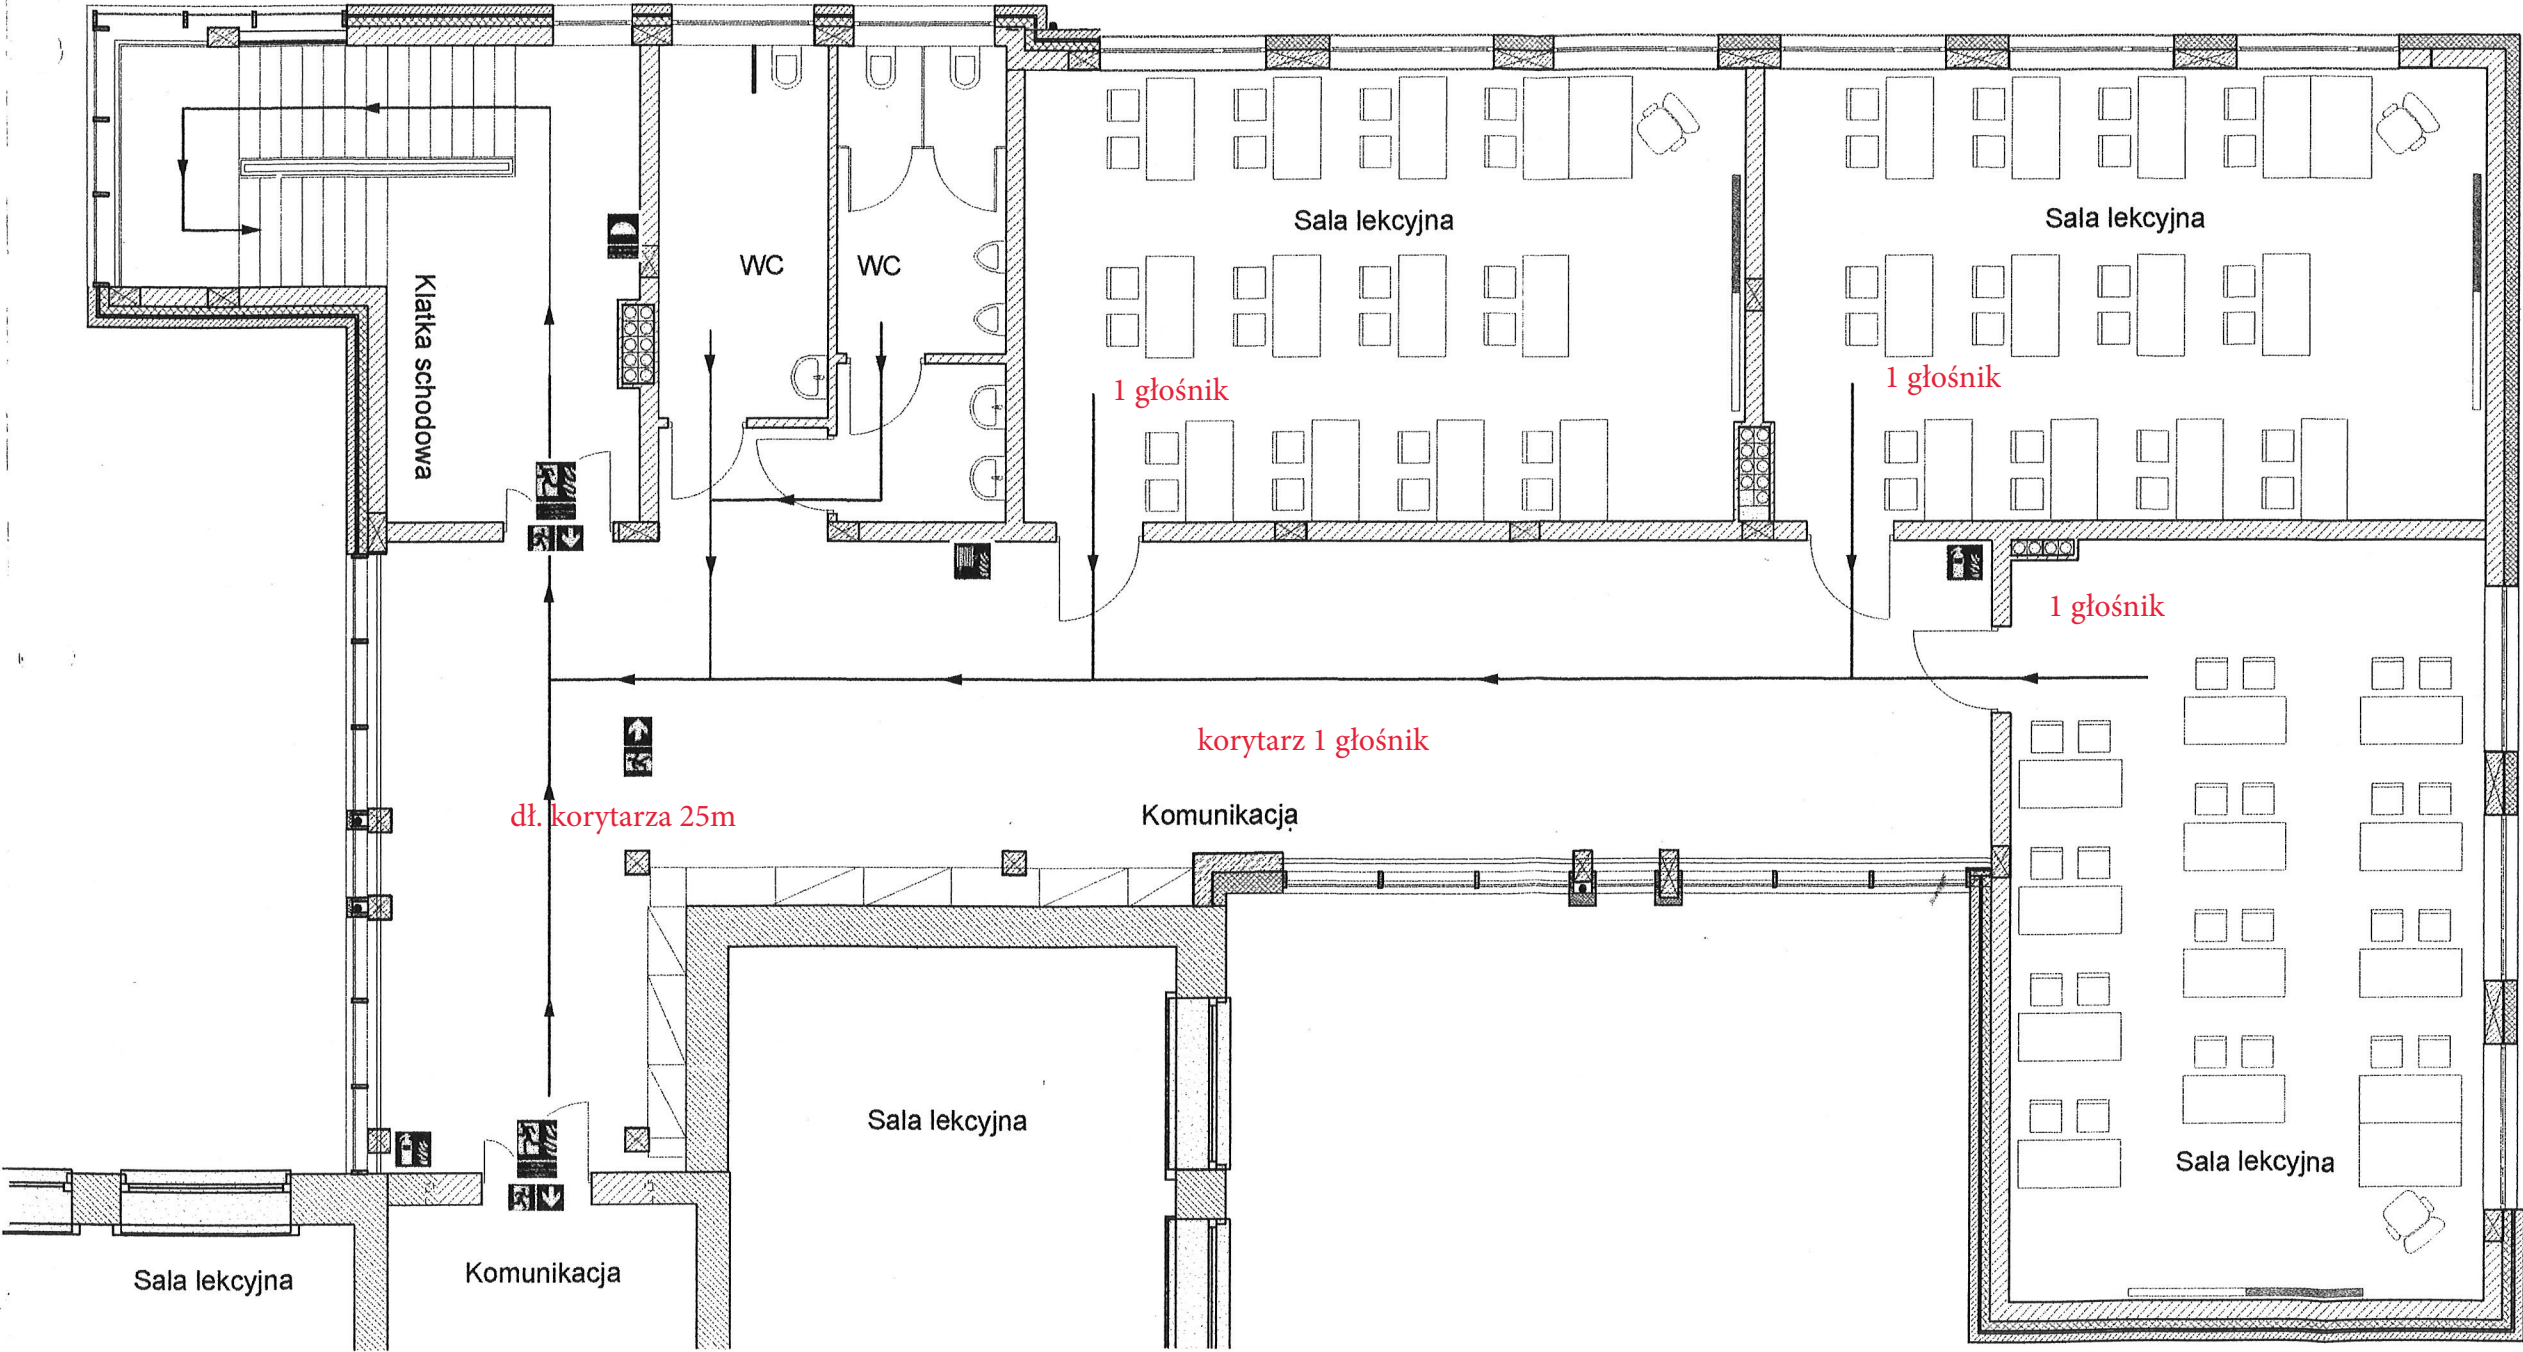 Sala lekcyjna
Sala lekcyjna
WC
WC
Klatka schodowa
1 głośnik
1 głośnik
1 głośnik
korytarz 1 głośnik
dł. korytarza 25m
Komunikacja
Sala lekcyjna
Sala lekcyjna
Komunikacja
Sala lekcyjna